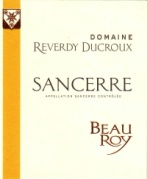 DOMAINE
REVERDY DUCROUX
SANCERRE
APPELLATION SANCERRE CONTRÔLÉE
BEAU
ROY